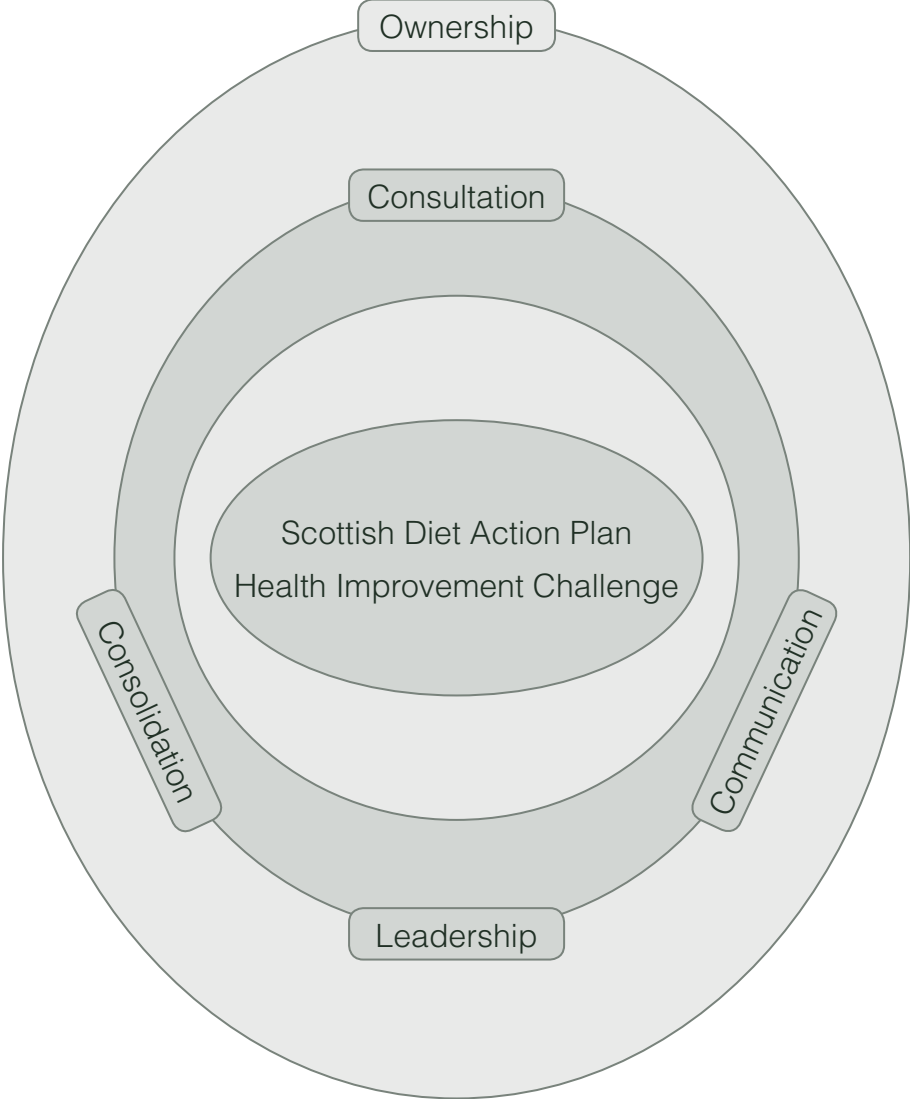 Ownership
Consultation
Scottish Diet Action Plan
Health Improvement Challenge
Consolidation
Communication
Leadership